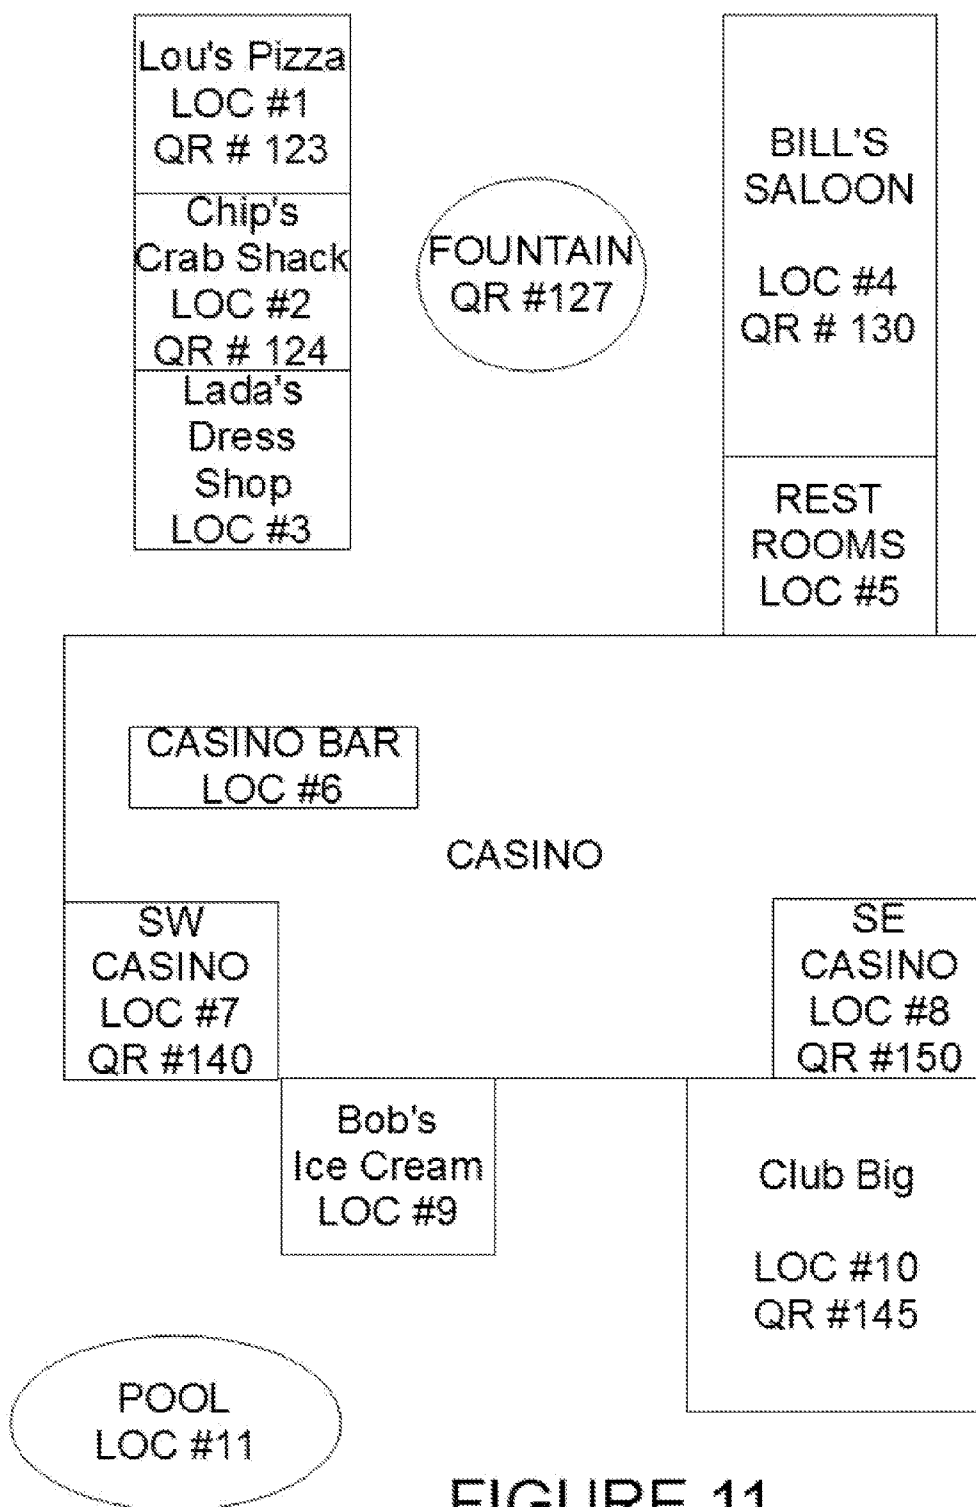 Lou's Pizza
LOC #1
QR # 123
Chip's
Crab Shack
LOC #2
QR # 124
Lada's
Dress
Shop
LOC #3
FOUNTAIN
QR #127
BILL'S
SALOON
LOC #4
QR # 130
REST
ROOMS
LOC #5
CASINO BAR
LOC #6
CASINO
SW
CASINO
LOC #7
QR #140
SE
CASINO
LOC #8
QR #150
Bob's
Ice Cream
LOC #9
Club Big
LOC #10
QR #145
POOL
LOC #11
FIGURE 11